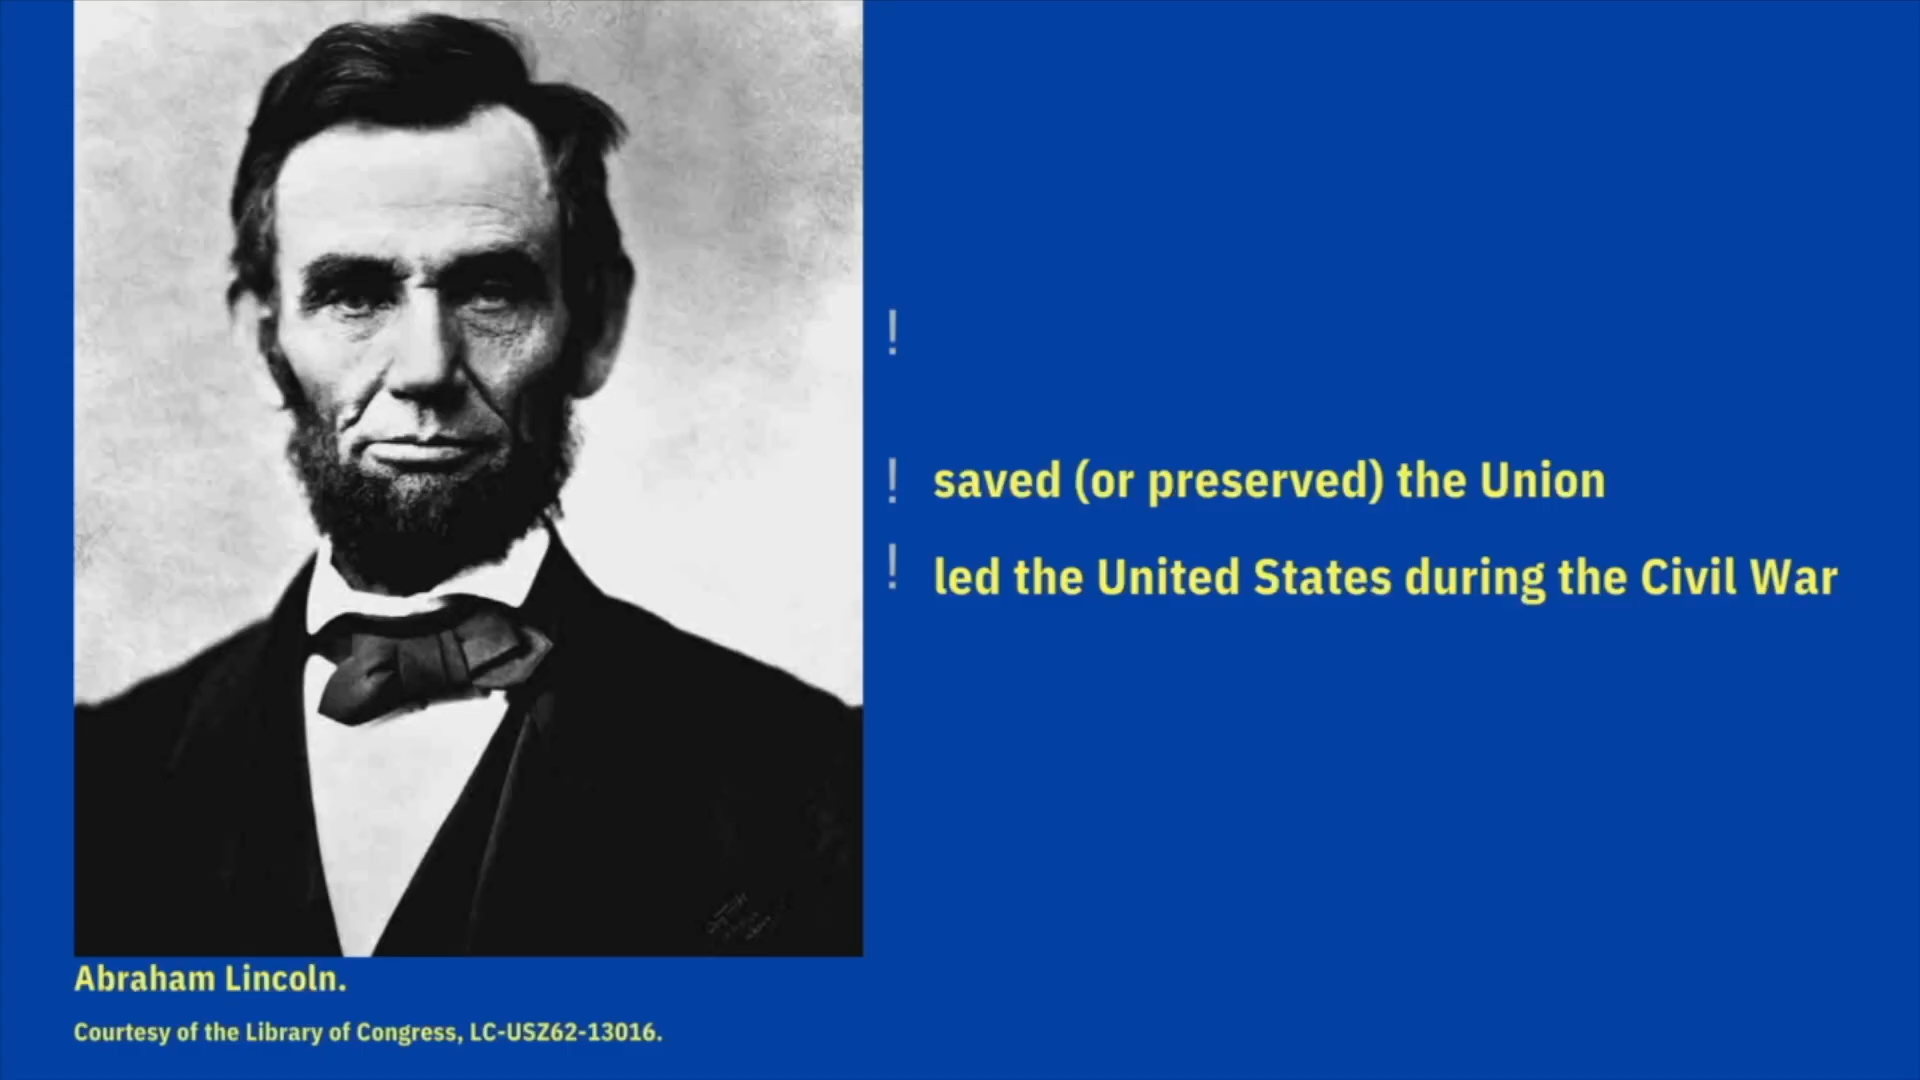 !
! saved (or preserved) the Union
! led the United States during the Civil War
Abraham Lincoln.
Courtesy of the Library of Congress, LC-USZ62-13016.